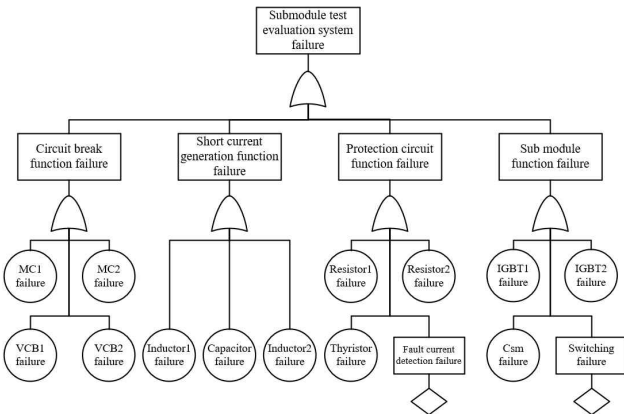 Submodule test
evaluation system
failure
Circuit break
function failure
Short current
generation function
failure
Protection circuit
function failure
Sub module
function failure
MC1
failure
MC2
failure
Resistor1
failure
Resistor2
failure
IGBT1
failure
IGBT2
failure
VCB1
failure
VCB2
failure
Inductor1
failure
Capacitor
failure
Inductor2
failure
Thyristor
failure
Fault current
detection failure
Csm
failure
Switching
failure